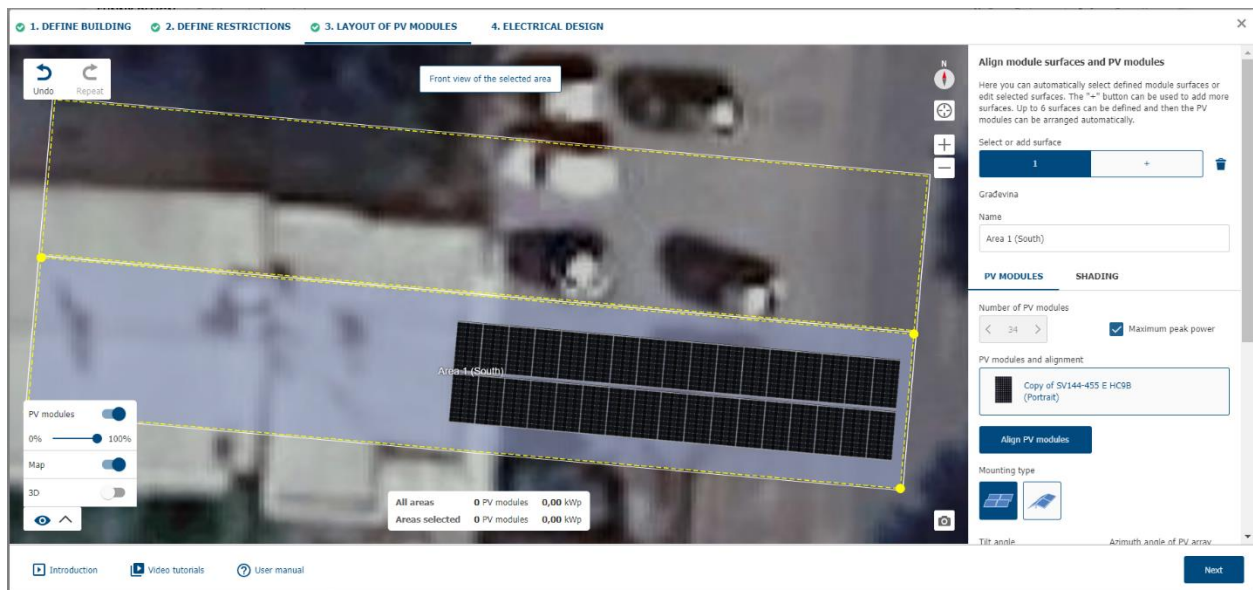 1. DEFINE BUILDING
2. DEFINE RESTRICTIONS
3. LAYOUT OF PV MODULES
4. ELECTRICAL DESIGN
Undo
Repeat
Front view of the selected area
N
Area 1 (South)
PV modules
0%
100%
Map
3D
All areas 0 PV modules 0,00 kWp
Areas selected 0 PV modules 0,00 kWp
Align module surfaces and PV modules
Here you can automatically select defined module surfaces or
edit selected surfaces. The "+" button can be used to add more
surfaces. Up to 6 surfaces can be defined and then the PV
modules can be arranged automatically.
Select or add surface
1 +
Građevina
Name
Area 1 (South)
PV MODULES SHADING
Number of PV modules
34
Maximum peak power
PV modules and alignment
Copy of SV144-455 E HC9B
(Portrait)
Align PV modules
Mounting type
Tilt angle Azimuth angle of PV array
Introduction
Video tutorials
User manual
Next